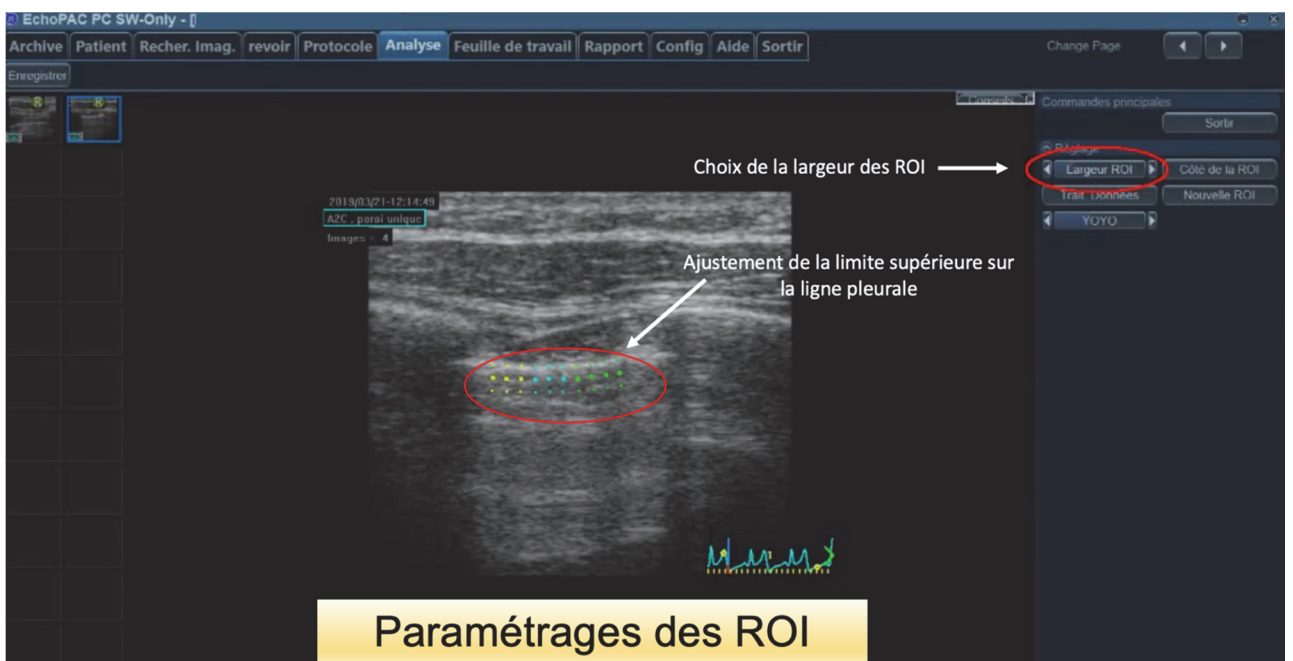 EchoPAC PC SW-Only - []
Archive Patient Recher. Imag. revoir Protocole Analyse Feuille de travail Rapport Config Aide Sortir
Change Page
Enregistrer
R R
Commandes principales
Sortir
Réglage
Choix de la largeur des ROI
Largeur ROI Côté de la ROI
Trait. Données Nouvelle ROI
YOYO
2019/03/21-12:14:49
A2C , paroi unique
Images - 4
Ajustement de la limite supérieure sur
la ligne pleurale
Paramétrages des ROI